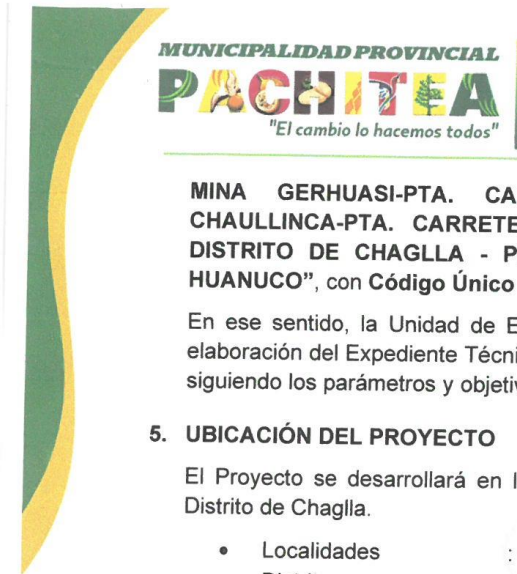 MUNICIPALIDAD PROVINCIAL
PACHITEA
"El cambio lo hacemos todos"
MINA GERHUASI-PTA. CA
CHAULLINCA-PTA. CARRETE
DISTRITO DE CHAGLLA - P
HUANUCO", con Código Único
En ese sentido, la Unidad de E
elaboración del Expediente Técni
siguiendo los parámetros y objeti
5. UBICACIÓN DEL PROYECTO
El Proyecto se desarrollará en l
Distrito de Chaglla.
• Localidades :